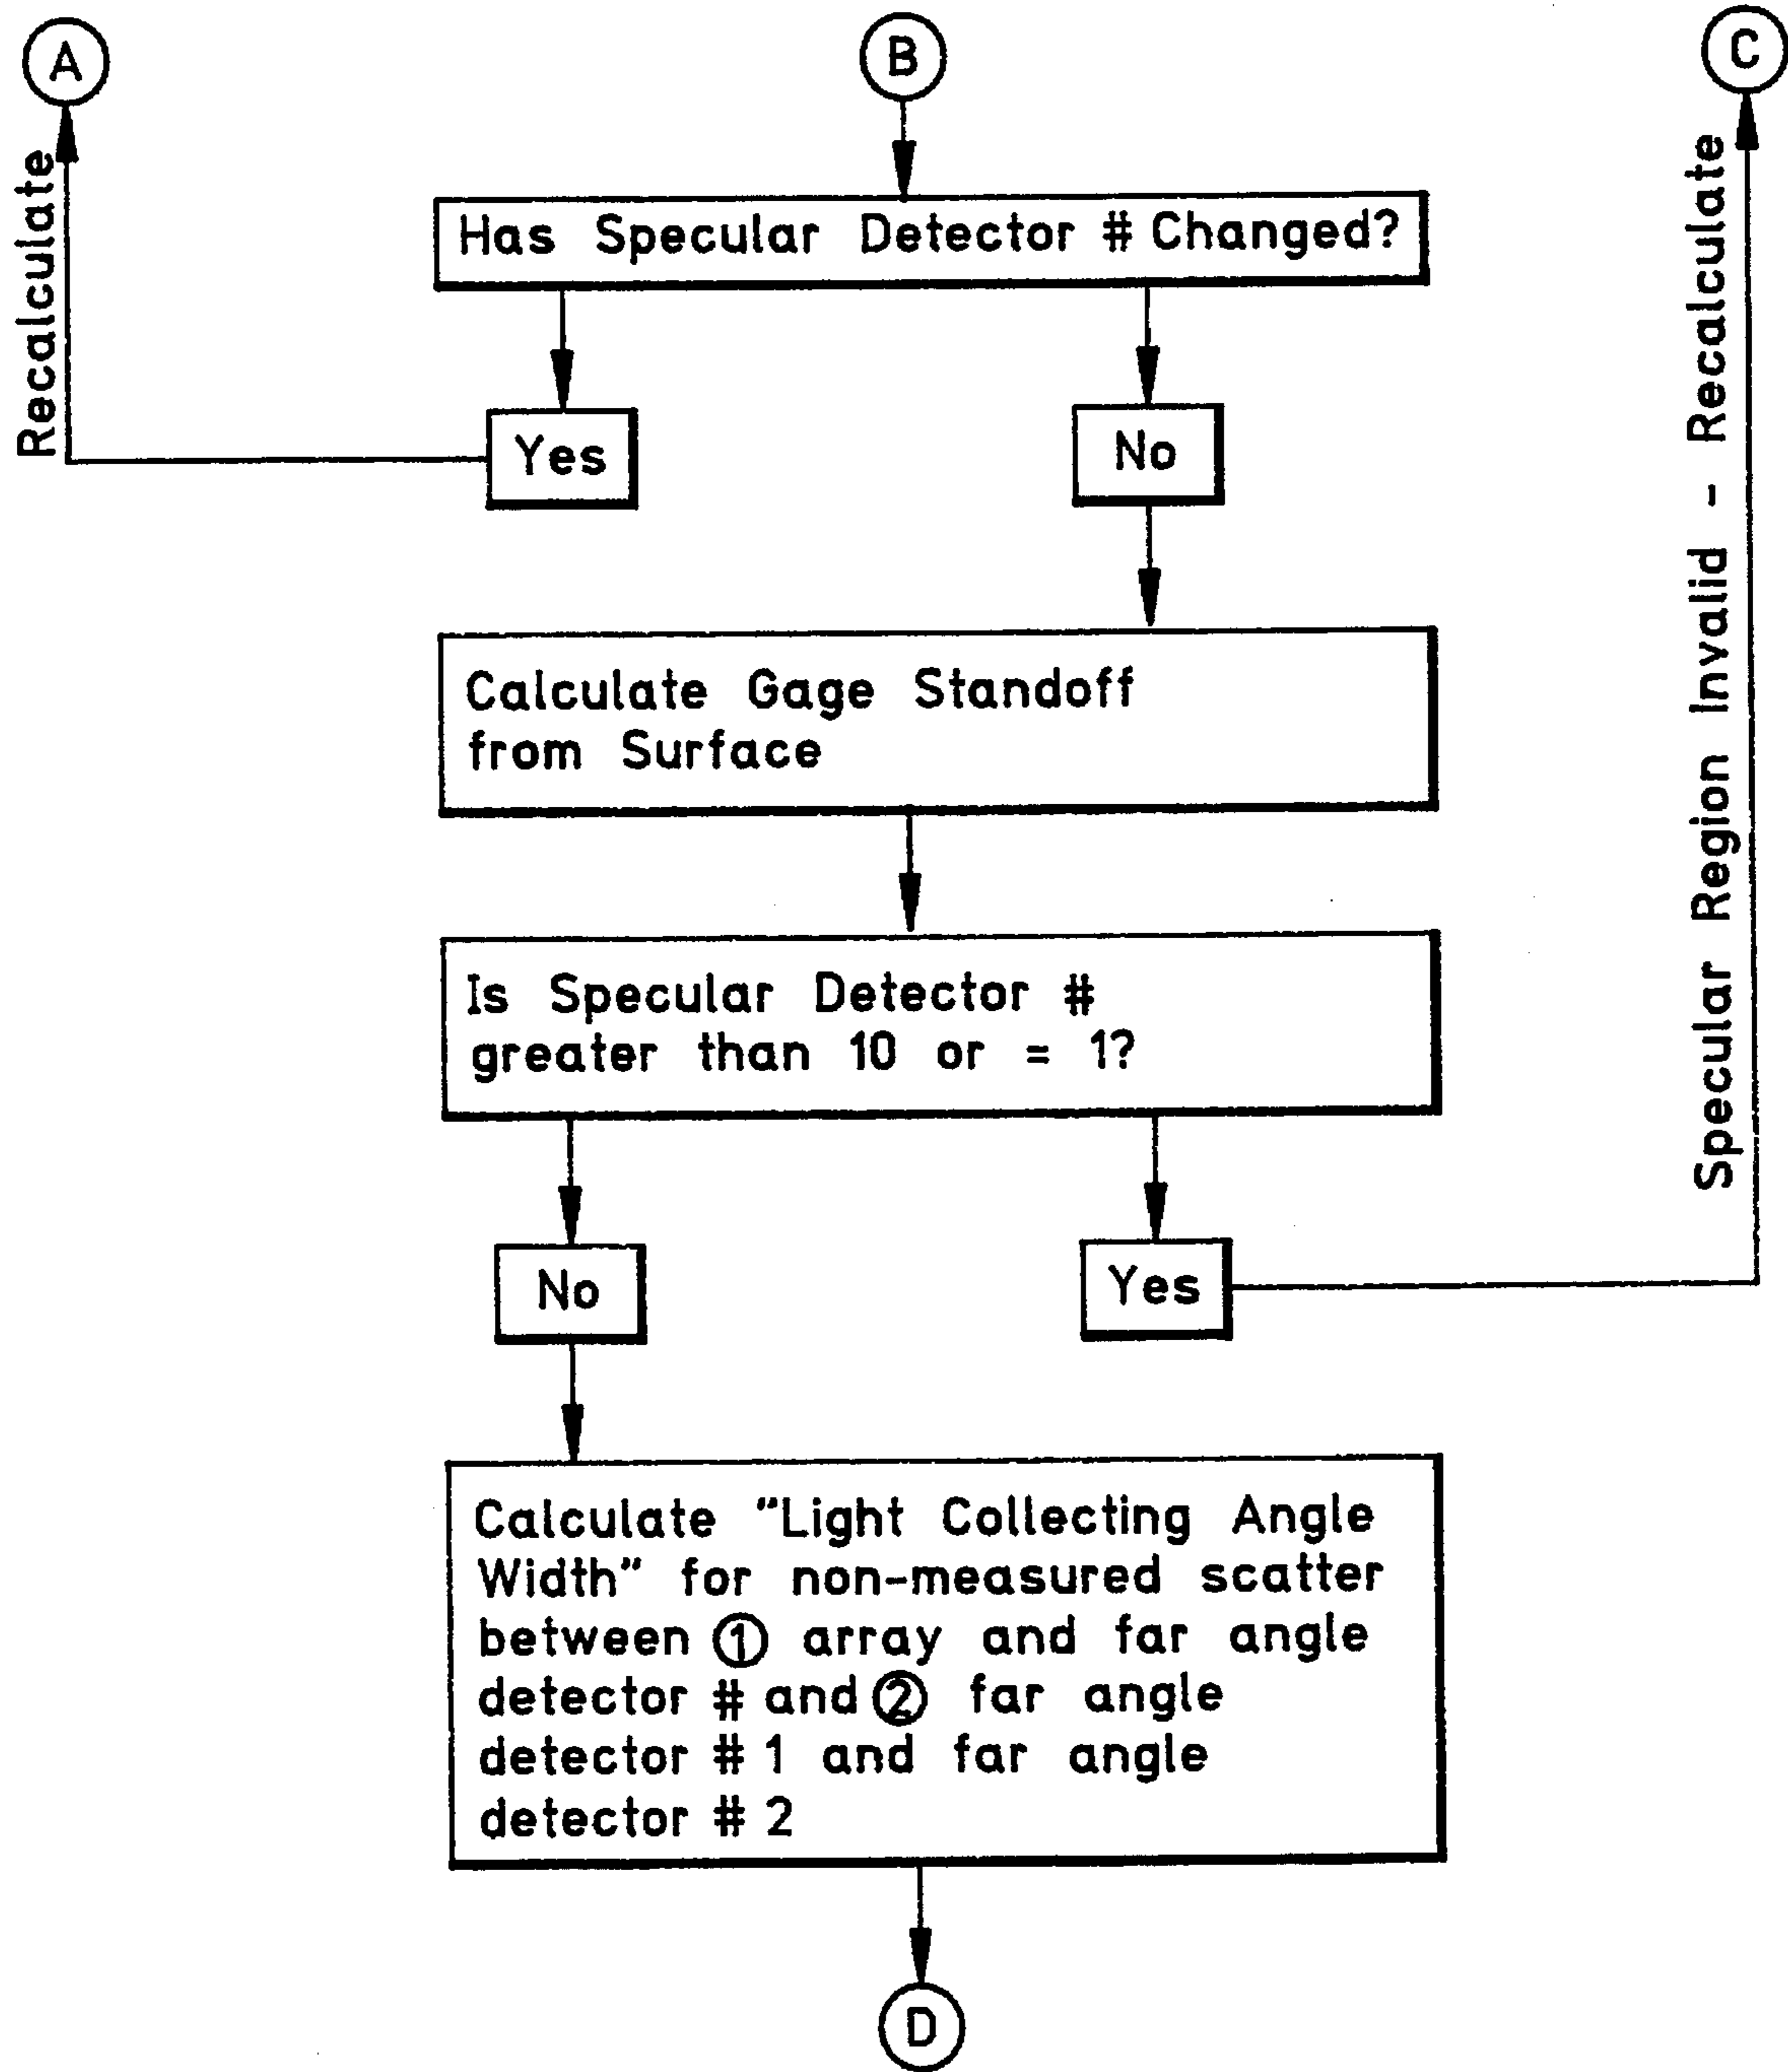 A
B
C
Recalculate
Has Specular Detector # Changed?
Yes
No
Specular Region Invalid - Recalculate
Calculate Gage Standoff
from Surface
Is Specular Detector #
greater than 10 or = 1?
No
Yes
Calculate "Light Collecting Angle
Width" for non-measured scatter
between ① array and far angle
detector # and ② far angle
detector # 1 and far angle
detector # 2
D